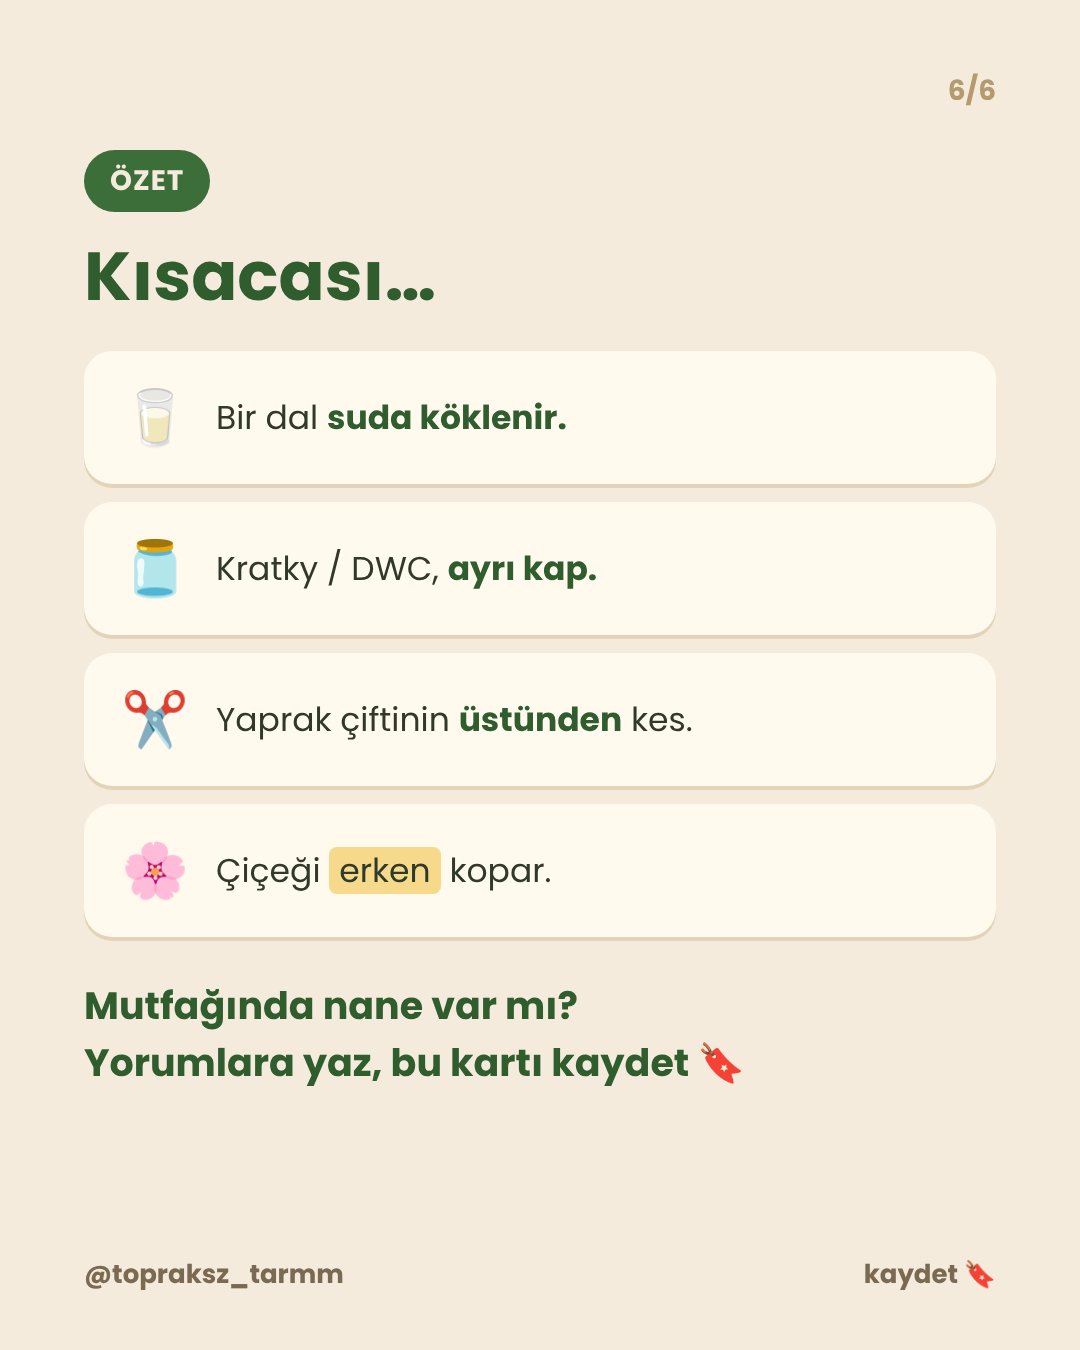 6/6
ÖZET
Kısacası...
Bir dal suda köklenir.
Kratky / DWC, ayrı kap.
Yaprak çiftinin üstünden kes.
Çiçeği erken kopar.
Mutfağında nane var mı?
Yorumlara yaz, bu kartı kaydet
@topraksz_tarmm
kaydet